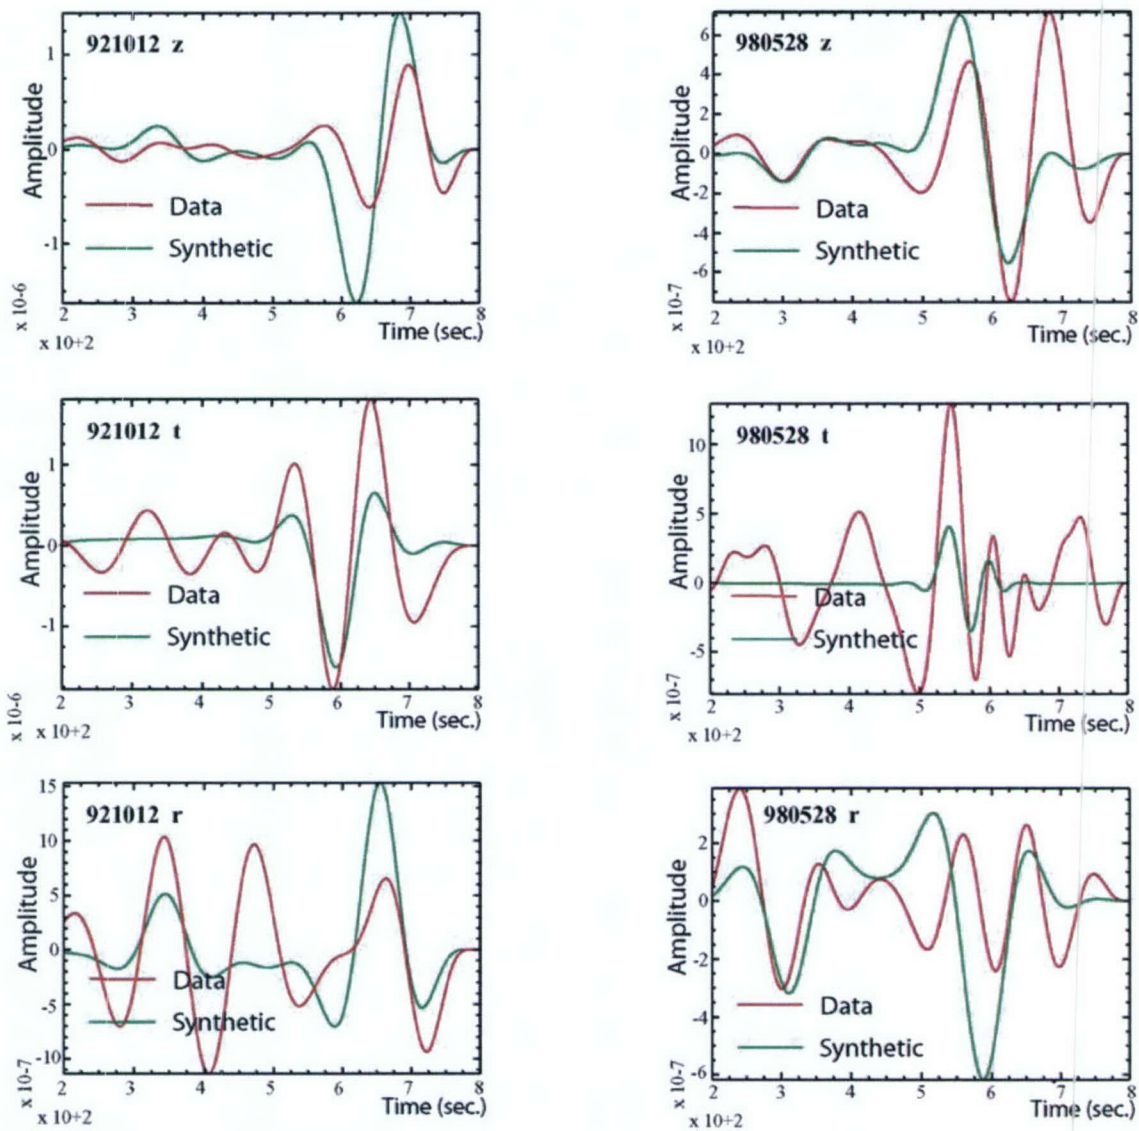 921012 z
Amplitude
1
0
-1
Data
Synthetic
x 10-6
2 3 4 5 6 7 8
Time (sec.)
x 10+2
980528 z
Amplitude
6
4
2
0
-2
-4
-6
Data
Synthetic
x 10-7
2 3 4 5 6 7 8
Time (sec.)
x 10+2
921012 t
Amplitude
1
0
-1
Data
Synthetic
x 10-6
2 3 4 5 6 7 8
Time (sec.)
x 10+2
980528 t
Amplitude
10
5
0
-5
Data
Synthetic
x 10-7
2 3 4 5 6 7 8
Time (sec.)
x 10+2
921012 r
Amplitude
15
10
5
0
-5
-10
Data
Synthetic
x 10-7
2 3 4 5 6 7 8
Time (sec.)
x 10+2
980528 r
Amplitude
2
0
-2
-4
-6
Data
Synthetic
x 10-7
2 3 4 5 6 7 8
Time (sec.)
x 10+2